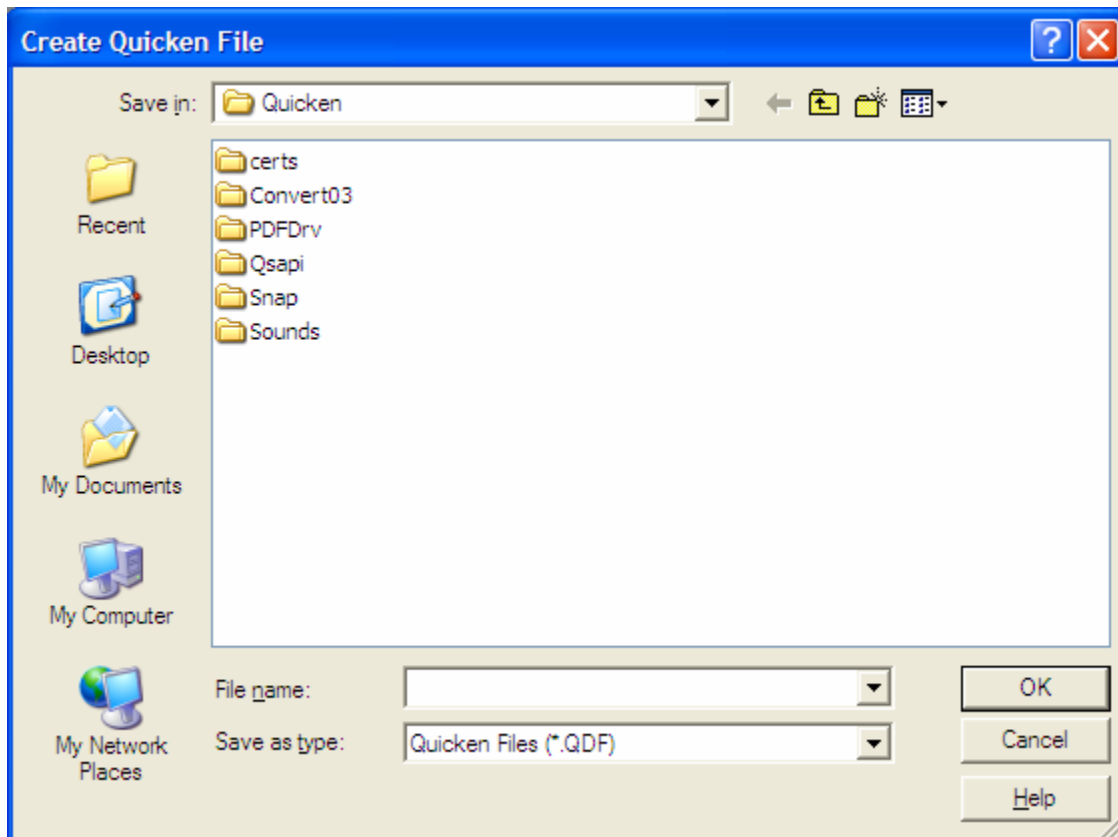 Create Quicken File
Save in:
Quicken
certs
Convert03
PDFDrv
Qsapi
Snap
Sounds
Recent
Desktop
My Documents
My Computer
My Network
Places
File name:
OK
Save as type:
Quicken Files (*.QDF)
Cancel
Help